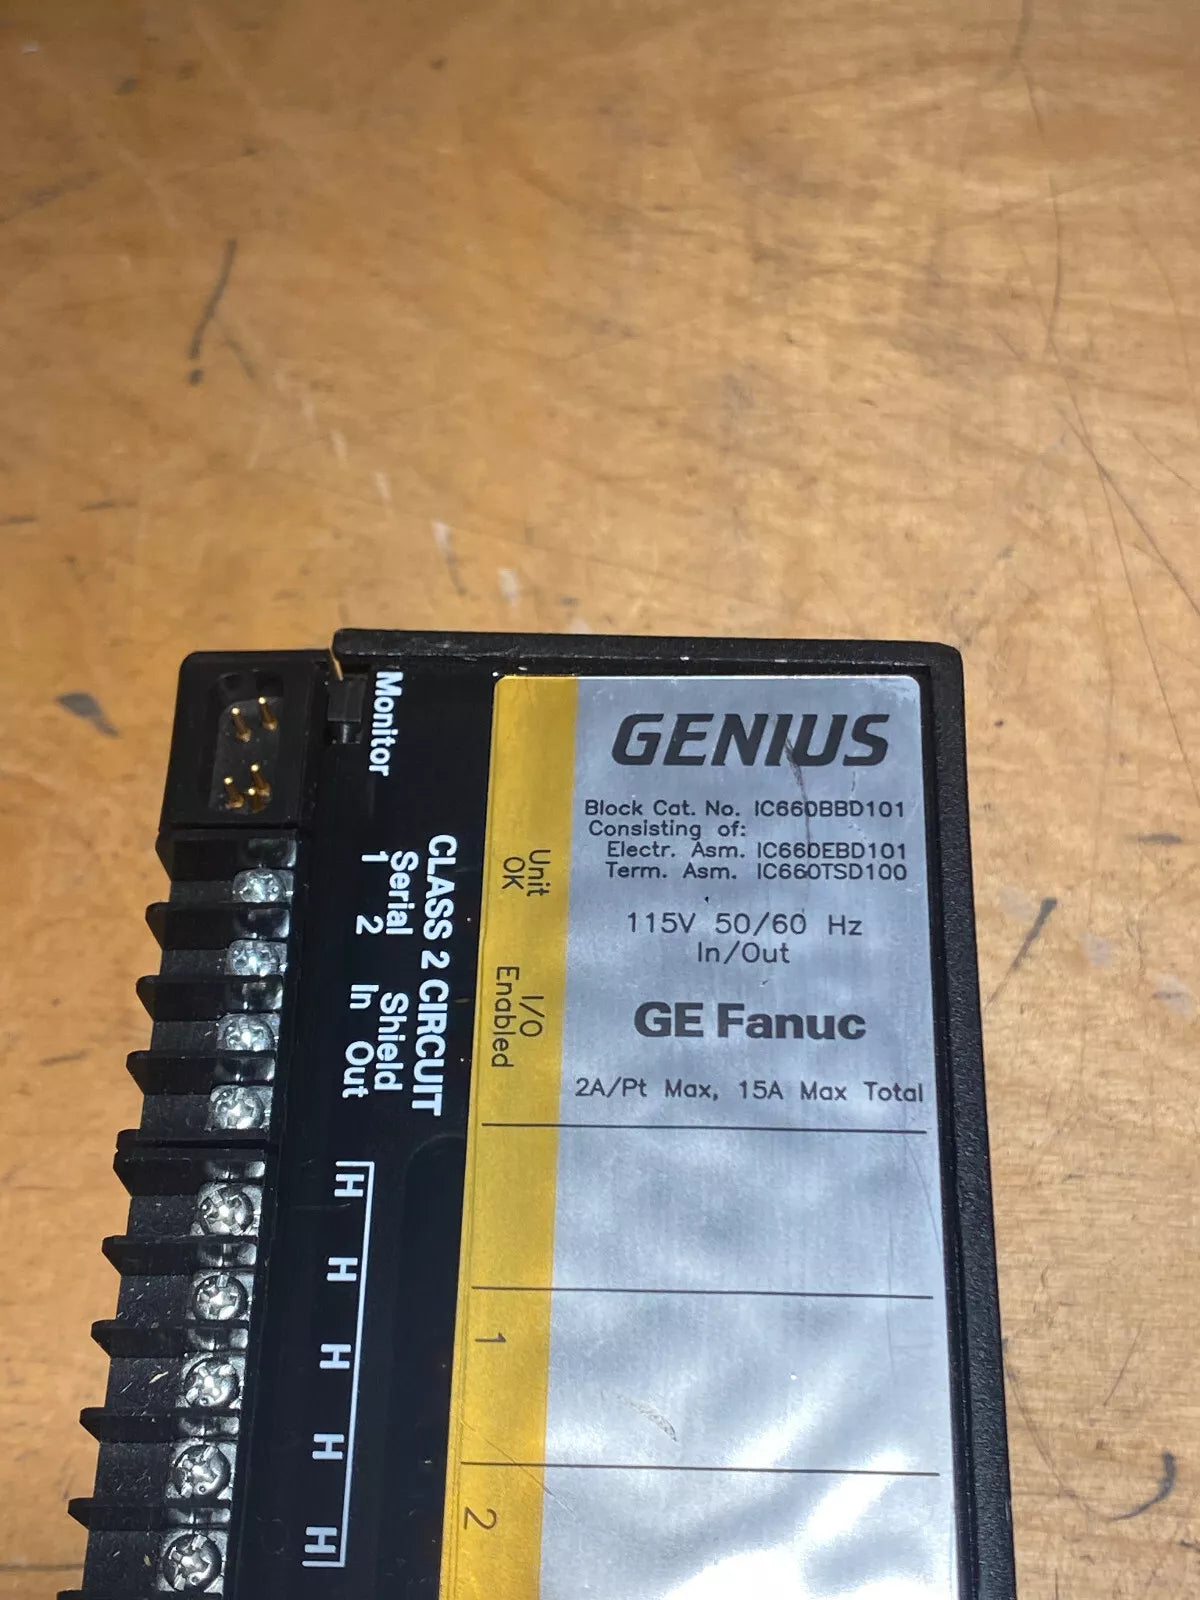 GENIUS
Block Cat. No. IC660BBD101
Consisting of:
Electr. Asm. IC660EBD101
Term. Asm. IC660TSD100
115V 50/60 Hz
In/Out
GE Fanuc
2A/Pt Max, 15A Max Total
Unit
OK
I/O
Enabled
1
2
Monitor
CLASS 2 CIRCUIT
Serial
1 2
Shield
In Out
H
H
H
H
H